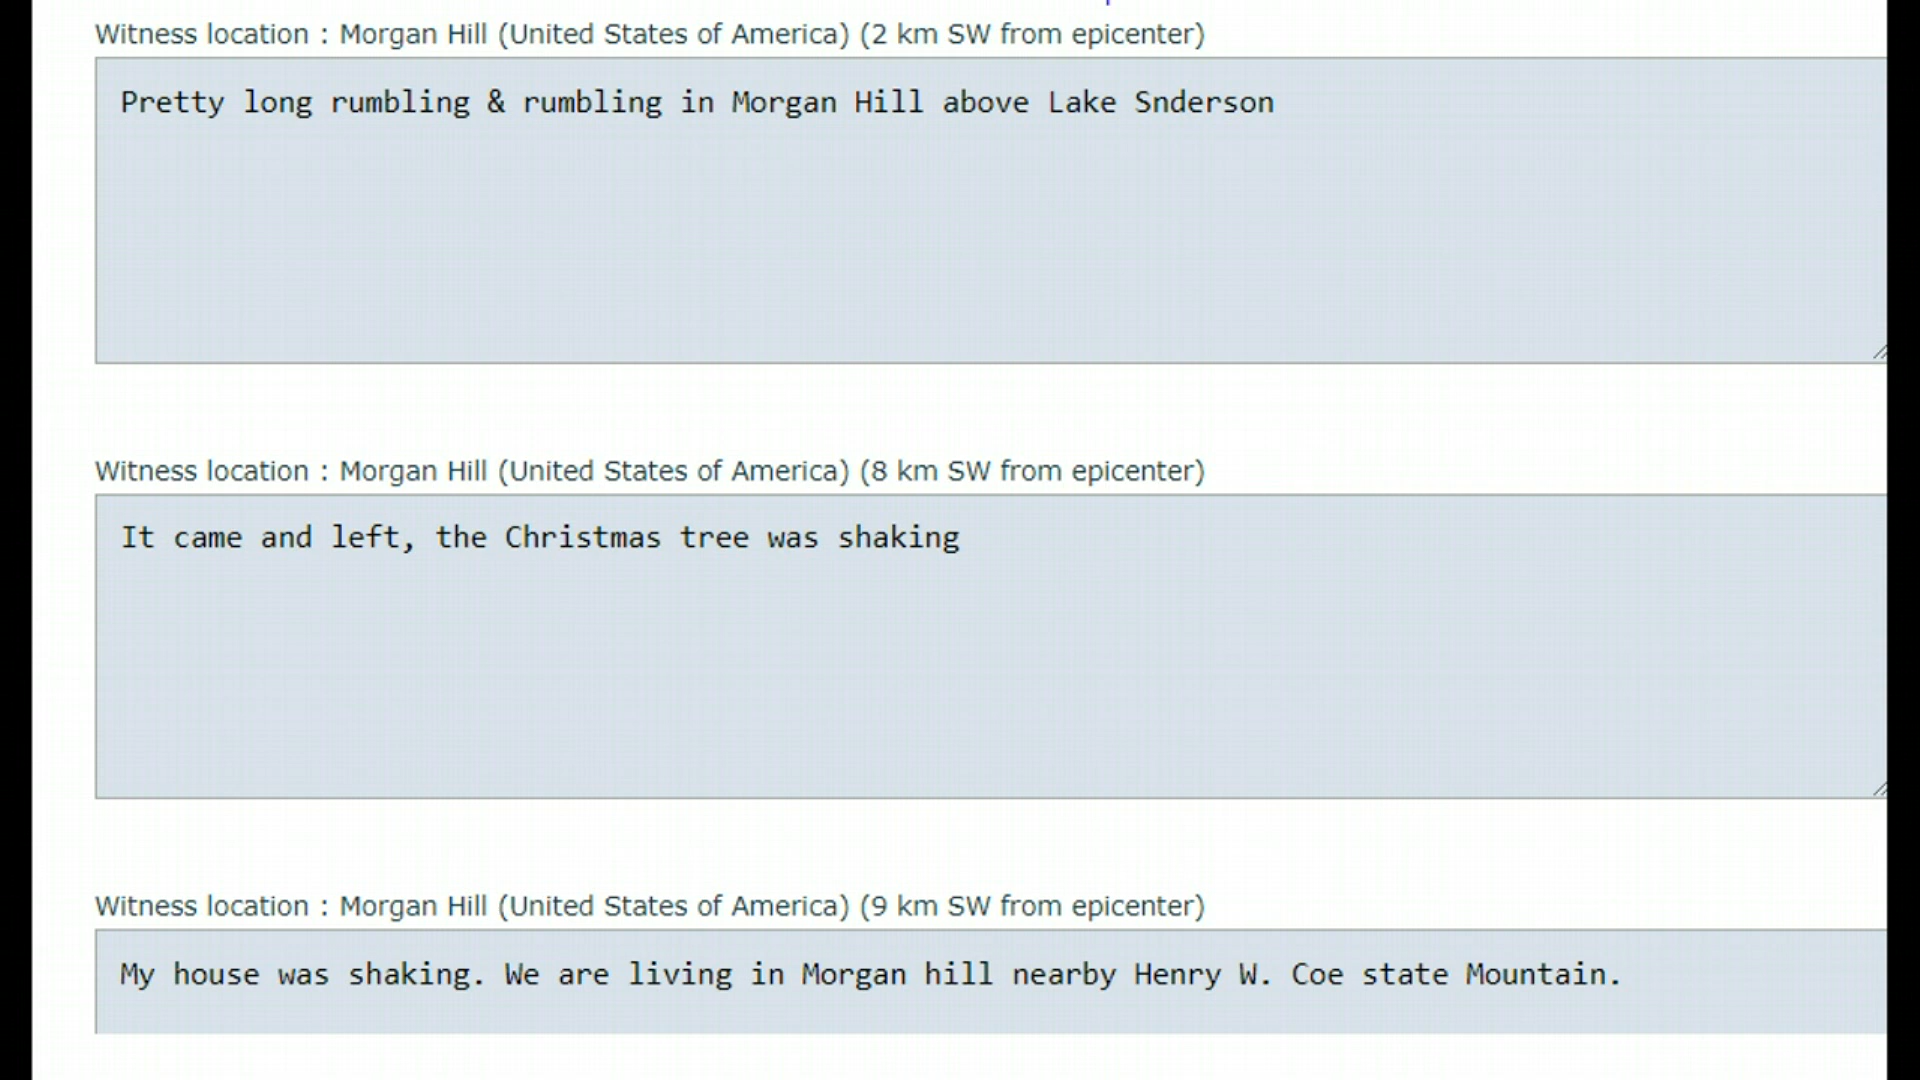 Witness location : Morgan Hill (United States of America) (2 km SW from epicenter)
Pretty long rumbling & rumbling in Morgan Hill above Lake Snderson
Witness location : Morgan Hill (United States of America) (8 km SW from epicenter)
It came and left, the Christmas tree was shaking
Witness location : Morgan Hill (United States of America) (9 km SW from epicenter)
My house was shaking. We are living in Morgan hill nearby Henry W. Coe state Mountain.